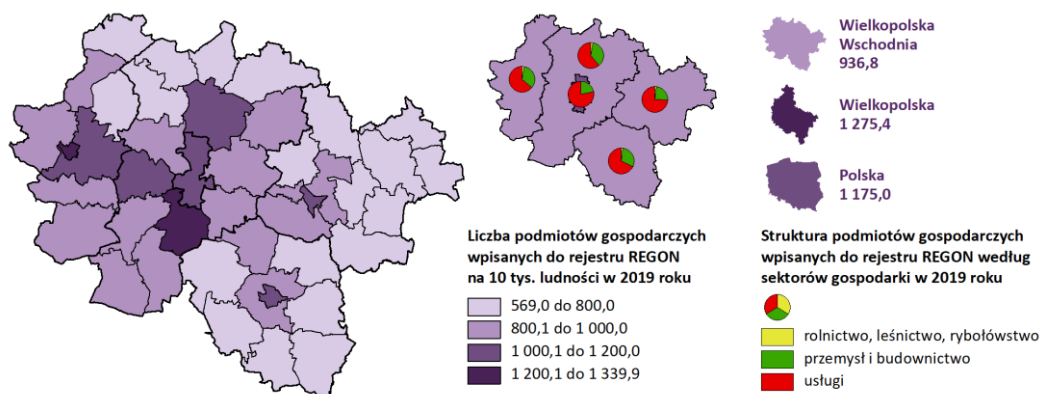 Wielkopolska
Wschodnia
936,8
Wielkopolska
1 275,4
Polska
1 175,0
Liczba podmiotów gospodarczych
wpisanych do rejestru REGON
na 10 tys. ludności w 2019 roku
569,0 do 800,0
800,1 do 1 000,0
1 000,1 do 1 200,0
1 200,1 do 1 339,9
Struktura podmiotów gospodarczych
wpisanych do rejestru REGON według
sektorów gospodarki w 2019 roku
rolnictwo, leśnictwo, rybołówstwo
przemysł i budownictwo
usługi